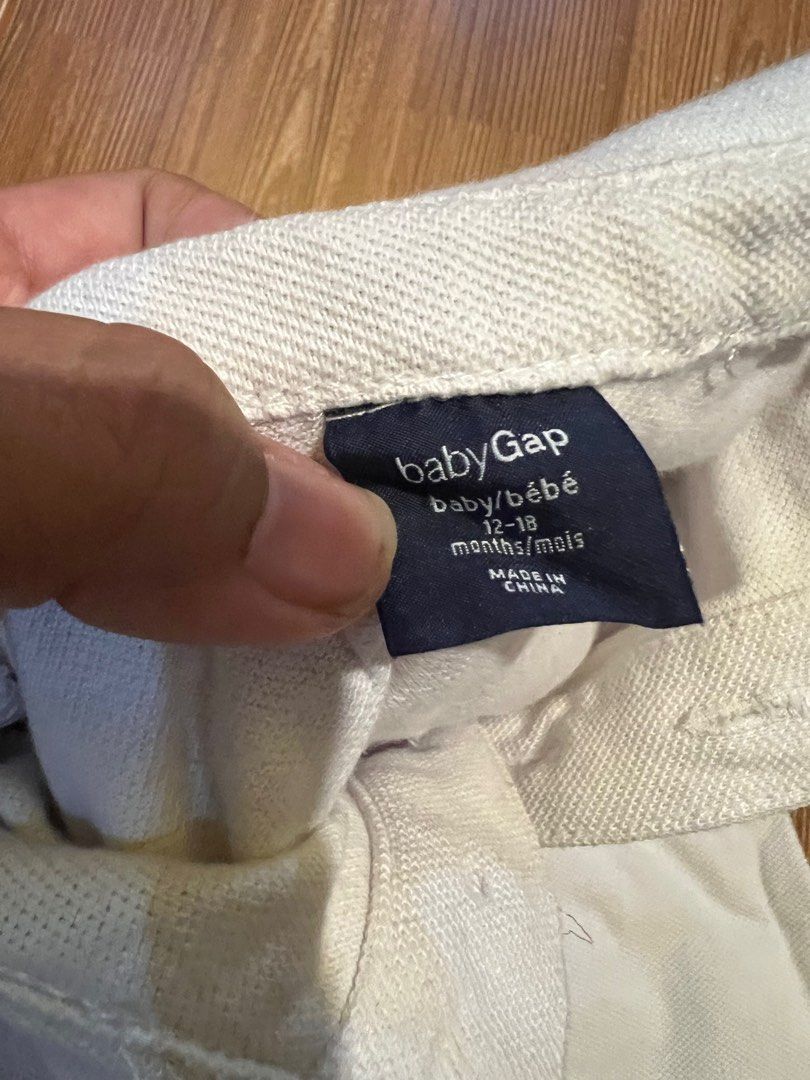 babyGap
baby/bébé
12-18
months/mois
MADE IN
CHINA